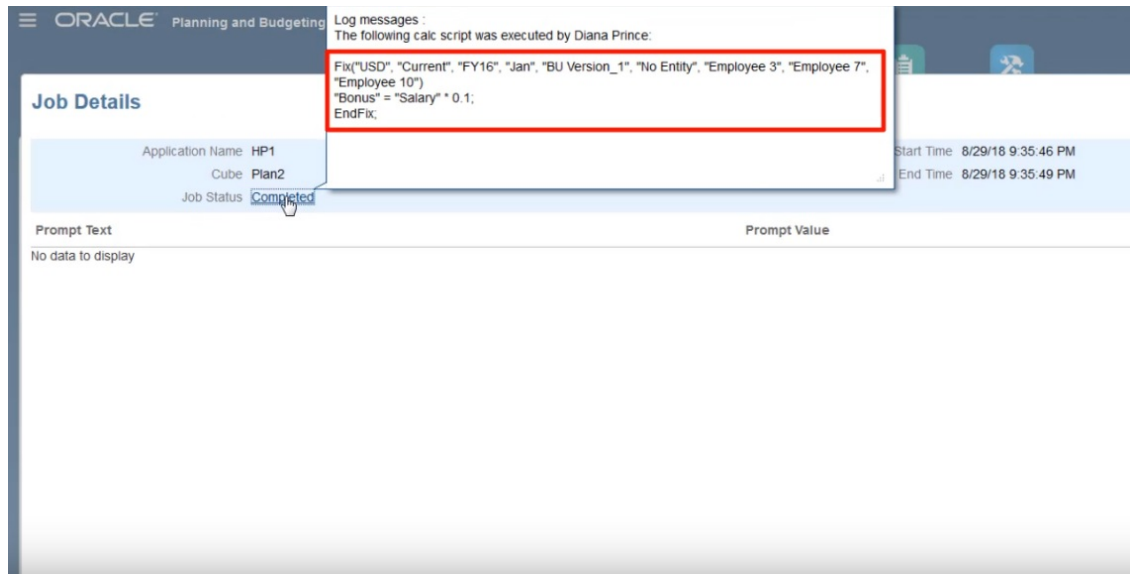 ORACLE Planning and Budgeting
Log messages :
The following calc script was executed by Diana Prince:
Fix("USD", "Current", "FY16", "Jan", "BU Version_1", "No Entity", "Employee 3", "Employee 7",
"Employee 10")
"Bonus" = "Salary" * 0.1;
EndFix;
Job Details
Application Name HP1
Start Time 8/29/18 9:35:46 PM
Cube Plan2
End Time 8/29/18 9:35:49 PM
Job Status Completed
Prompt Text Prompt Value
No data to display